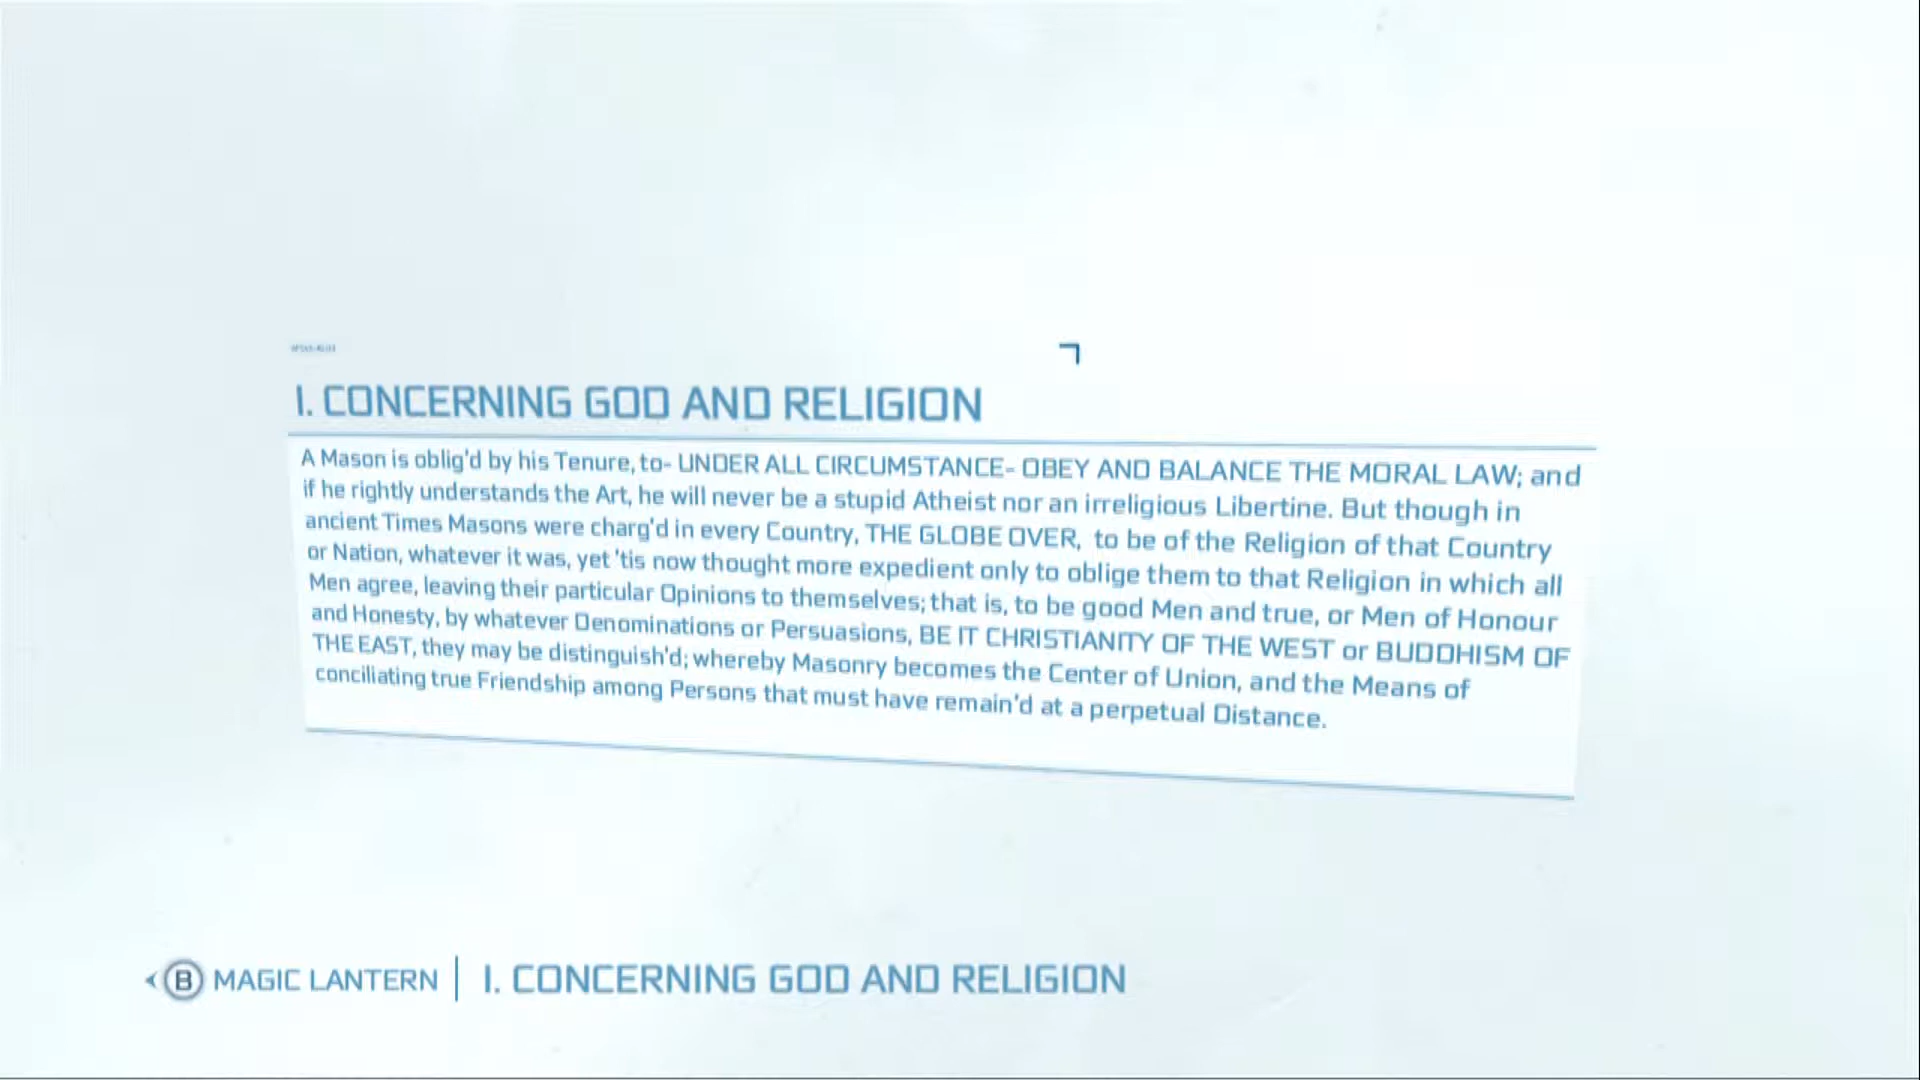 I. CONCERNING GOD AND RELIGION
A Mason is oblig'd by his Tenure, to- UNDER ALL CIRCUMSTANCE- OBEY AND BALANCE THE MORAL LAW; and
if he rightly understands the Art, he will never be a stupid Atheist nor an irreligious Libertine. But though in
ancient Times Masons were charg'd in every Country, THE GLOBE OVER, to be of the Religion of that Country
or Nation, whatever it was, yet 'tis now thought more expedient only to oblige them to that Religion in which all
Men agree, leaving their particular Opinions to themselves; that is, to be good Men and true, or Men of Honour
and Honesty, by whatever Denominations or Persuasions, BE IT CHRISTIANITY OF THE WEST or BUDDHISM OF
THE EAST, they may be distinguish'd; whereby Masonry becomes the Center of Union, and the Means of
conciliating true Friendship among Persons that must have remain'd at a perpetual Distance.
B MAGIC LANTERN | I. CONCERNING GOD AND RELIGION